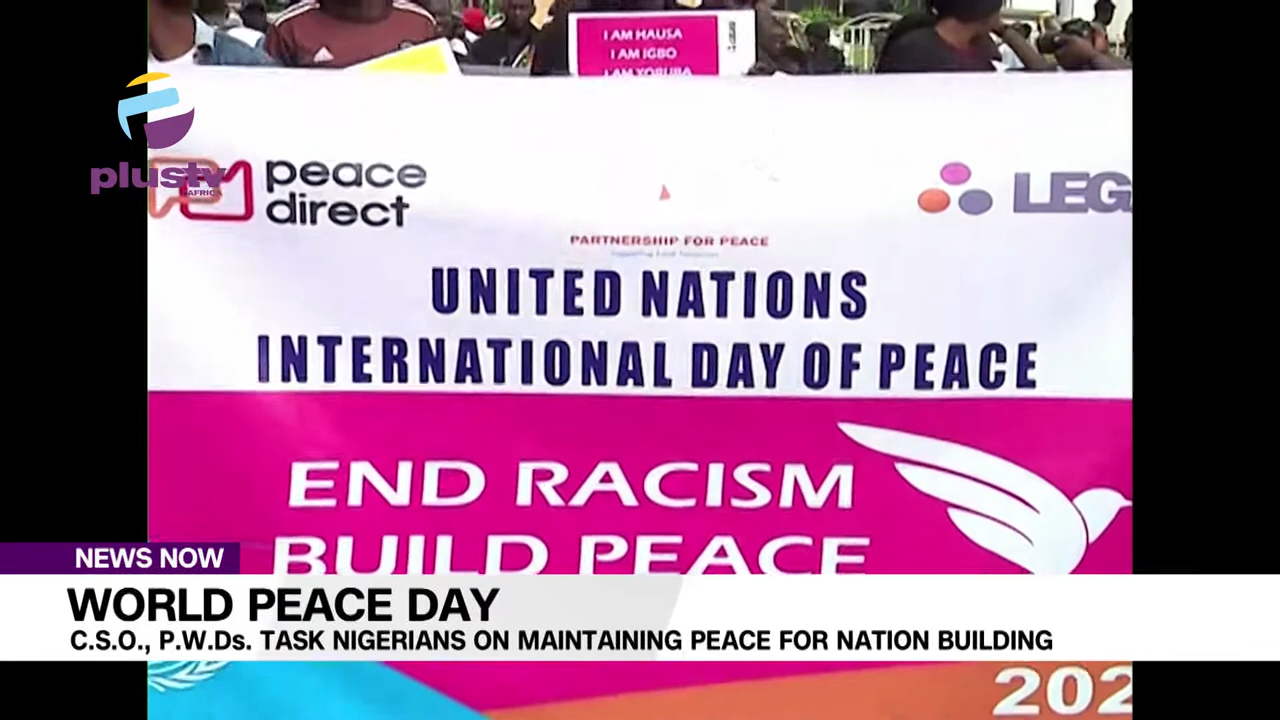 I AM HAUSA
I AM IGBO
I AM YORUBA
plustv
AFRICA
peace
direct
LEG
PARTNERSHIP FOR PEACE
UNITED NATIONS
INTERNATIONAL DAY OF PEACE
END RACISM
BUILD PEACE
NEWS NOW
WORLD PEACE DAY
C.S.O., P.W.Ds. TASK NIGERIANS ON MAINTAINING PEACE FOR NATION BUILDING
202